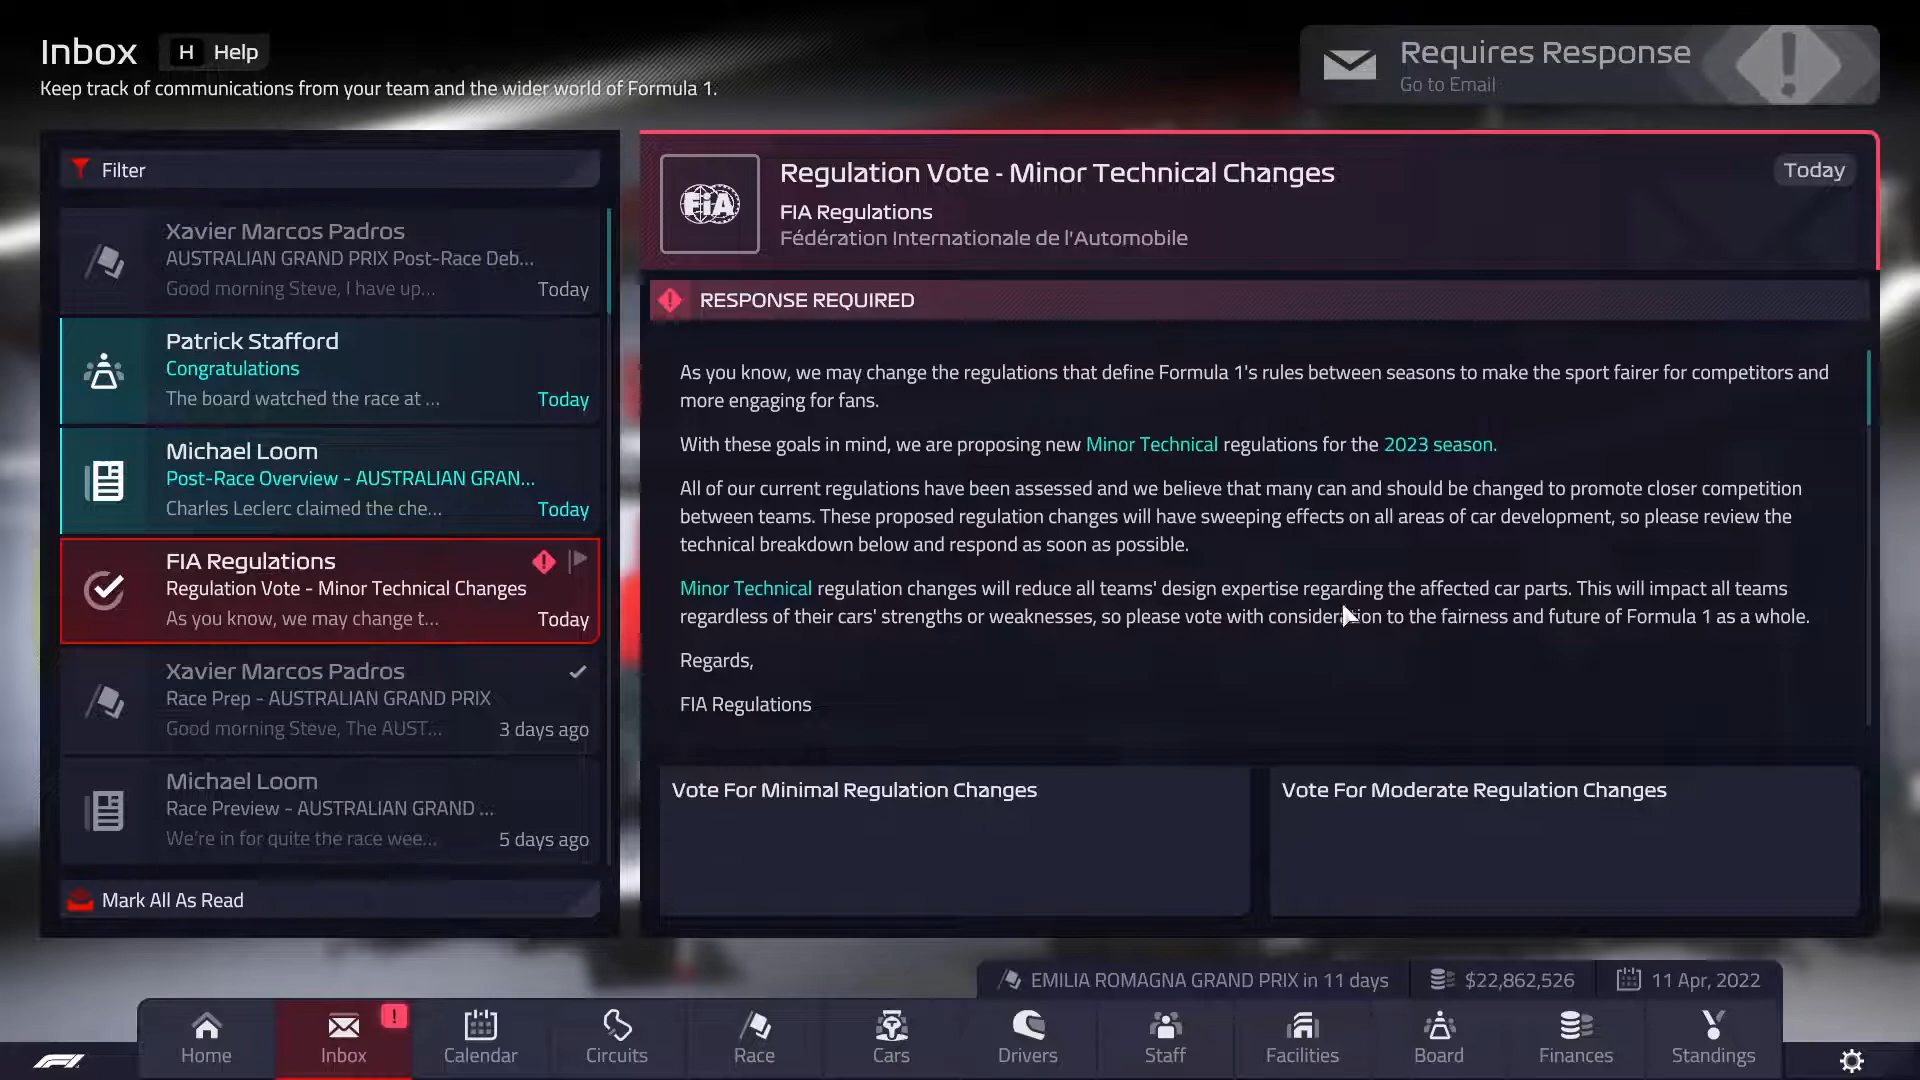 Inbox
H Help
Keep track of communications from your team and the wider world of Formula 1.
Requires Response
Go to Email
Filter
Xavier Marcos Padros
AUSTRALIAN GRAND PRIX Post-Race Deb...
Good morning Steve, I have up...
Today
Patrick Stafford
Congratulations
The board watched the race at ...
Today
Michael Loom
Post-Race Overview - AUSTRALIAN GRAN...
Charles Leclerc claimed the che...
Today
FIA Regulations
Regulation Vote - Minor Technical Changes
As you know, we may change t...
Today
Xavier Marcos Padros
Race Prep - AUSTRALIAN GRAND PRIX
Good morning Steve, The AUST...
3 days ago
Michael Loom
Race Preview - AUSTRALIAN GRAND ...
We're in for quite the race wee...
5 days ago
Mark All As Read
FIA
Regulation Vote - Minor Technical Changes
Today
FIA Regulations
Fédération Internationale de l'Automobile
RESPONSE REQUIRED
As you know, we may change the regulations that define Formula 1's rules between seasons to make the sport fairer for competitors and
more engaging for fans.
With these goals in mind, we are proposing new Minor Technical regulations for the 2023 season.
All of our current regulations have been assessed and we believe that many can and should be changed to promote closer competition
between teams. These proposed regulation changes will have sweeping effects on all areas of car development, so please review the
technical breakdown below and respond as soon as possible.
Minor Technical regulation changes will reduce all teams' design expertise regarding the affected car parts. This will impact all teams
regardless of their cars' strengths or weaknesses, so please vote with consideration to the fairness and future of Formula 1 as a whole.
Regards,
FIA Regulations
Vote For Minimal Regulation Changes
Vote For Moderate Regulation Changes
EMILIA ROMAGNA GRAND PRIX in 11 days
$22,862,526
11 Apr, 2022
Home
Inbox
Calendar
Circuits
Race
Cars
Drivers
Staff
Facilities
Board
Finances
Standings